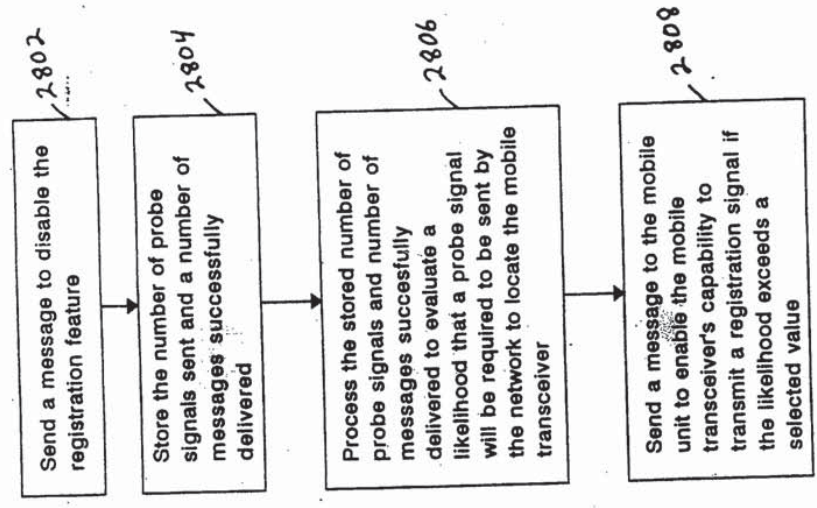 Send a message to disable the
registration feature
2802
Store the number of probe
signals sent and a number of
messages successfully
delivered
2804
Process the stored number of
probe signals and number of
messages succesfully
delivered to evaluate a
likelihood that a probe signal
will be required to be sent by
the network to locate the mobile
transceiver
2806
Send a message to the mobile
unit to enable the mobile
transceiver's capability to
transmit a registration signal if
the likelihood exceeds a
selected value
2808